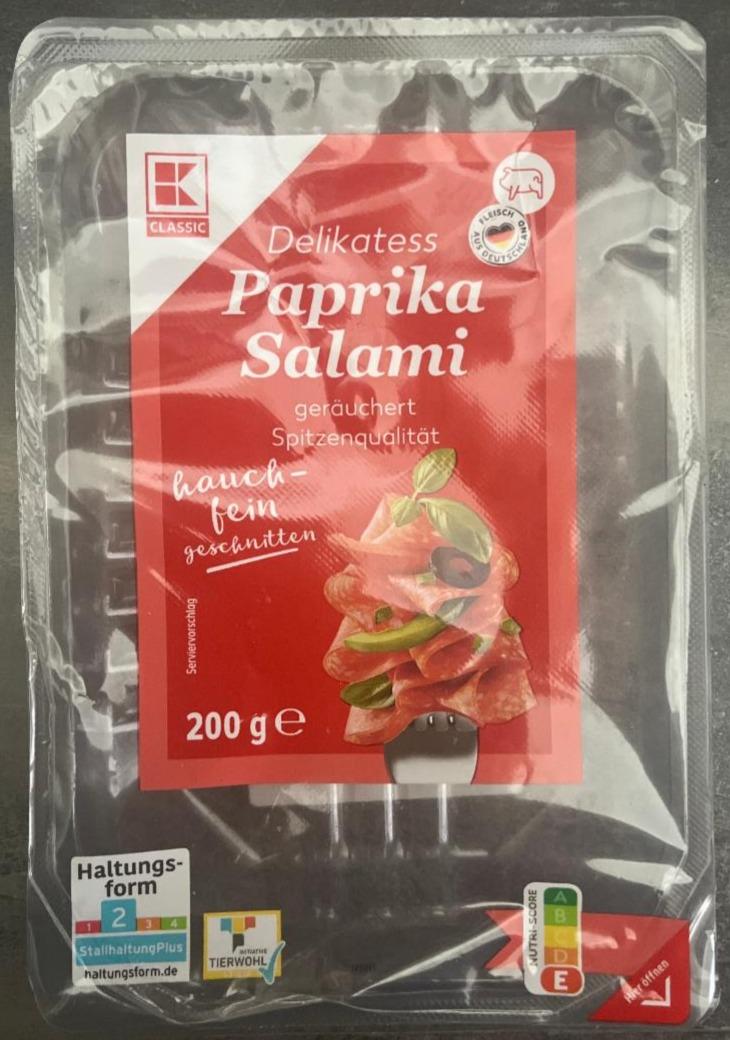 K
CLASSIC
FLEISCH
AUS DEUTSCHLAND
Delikatess
Paprika
Salami
geräuchert
Spitzenqualität
hauch-
fein
geschnitten
Serviervorschlag
200 g e
Haltungs-
form
1 2 3 4
StallhaltungPlus
haltungsform.de
INITIATIVE
TIERWOHL
NUTRI-SCORE
A
B
C
D
E
Hier öffnen